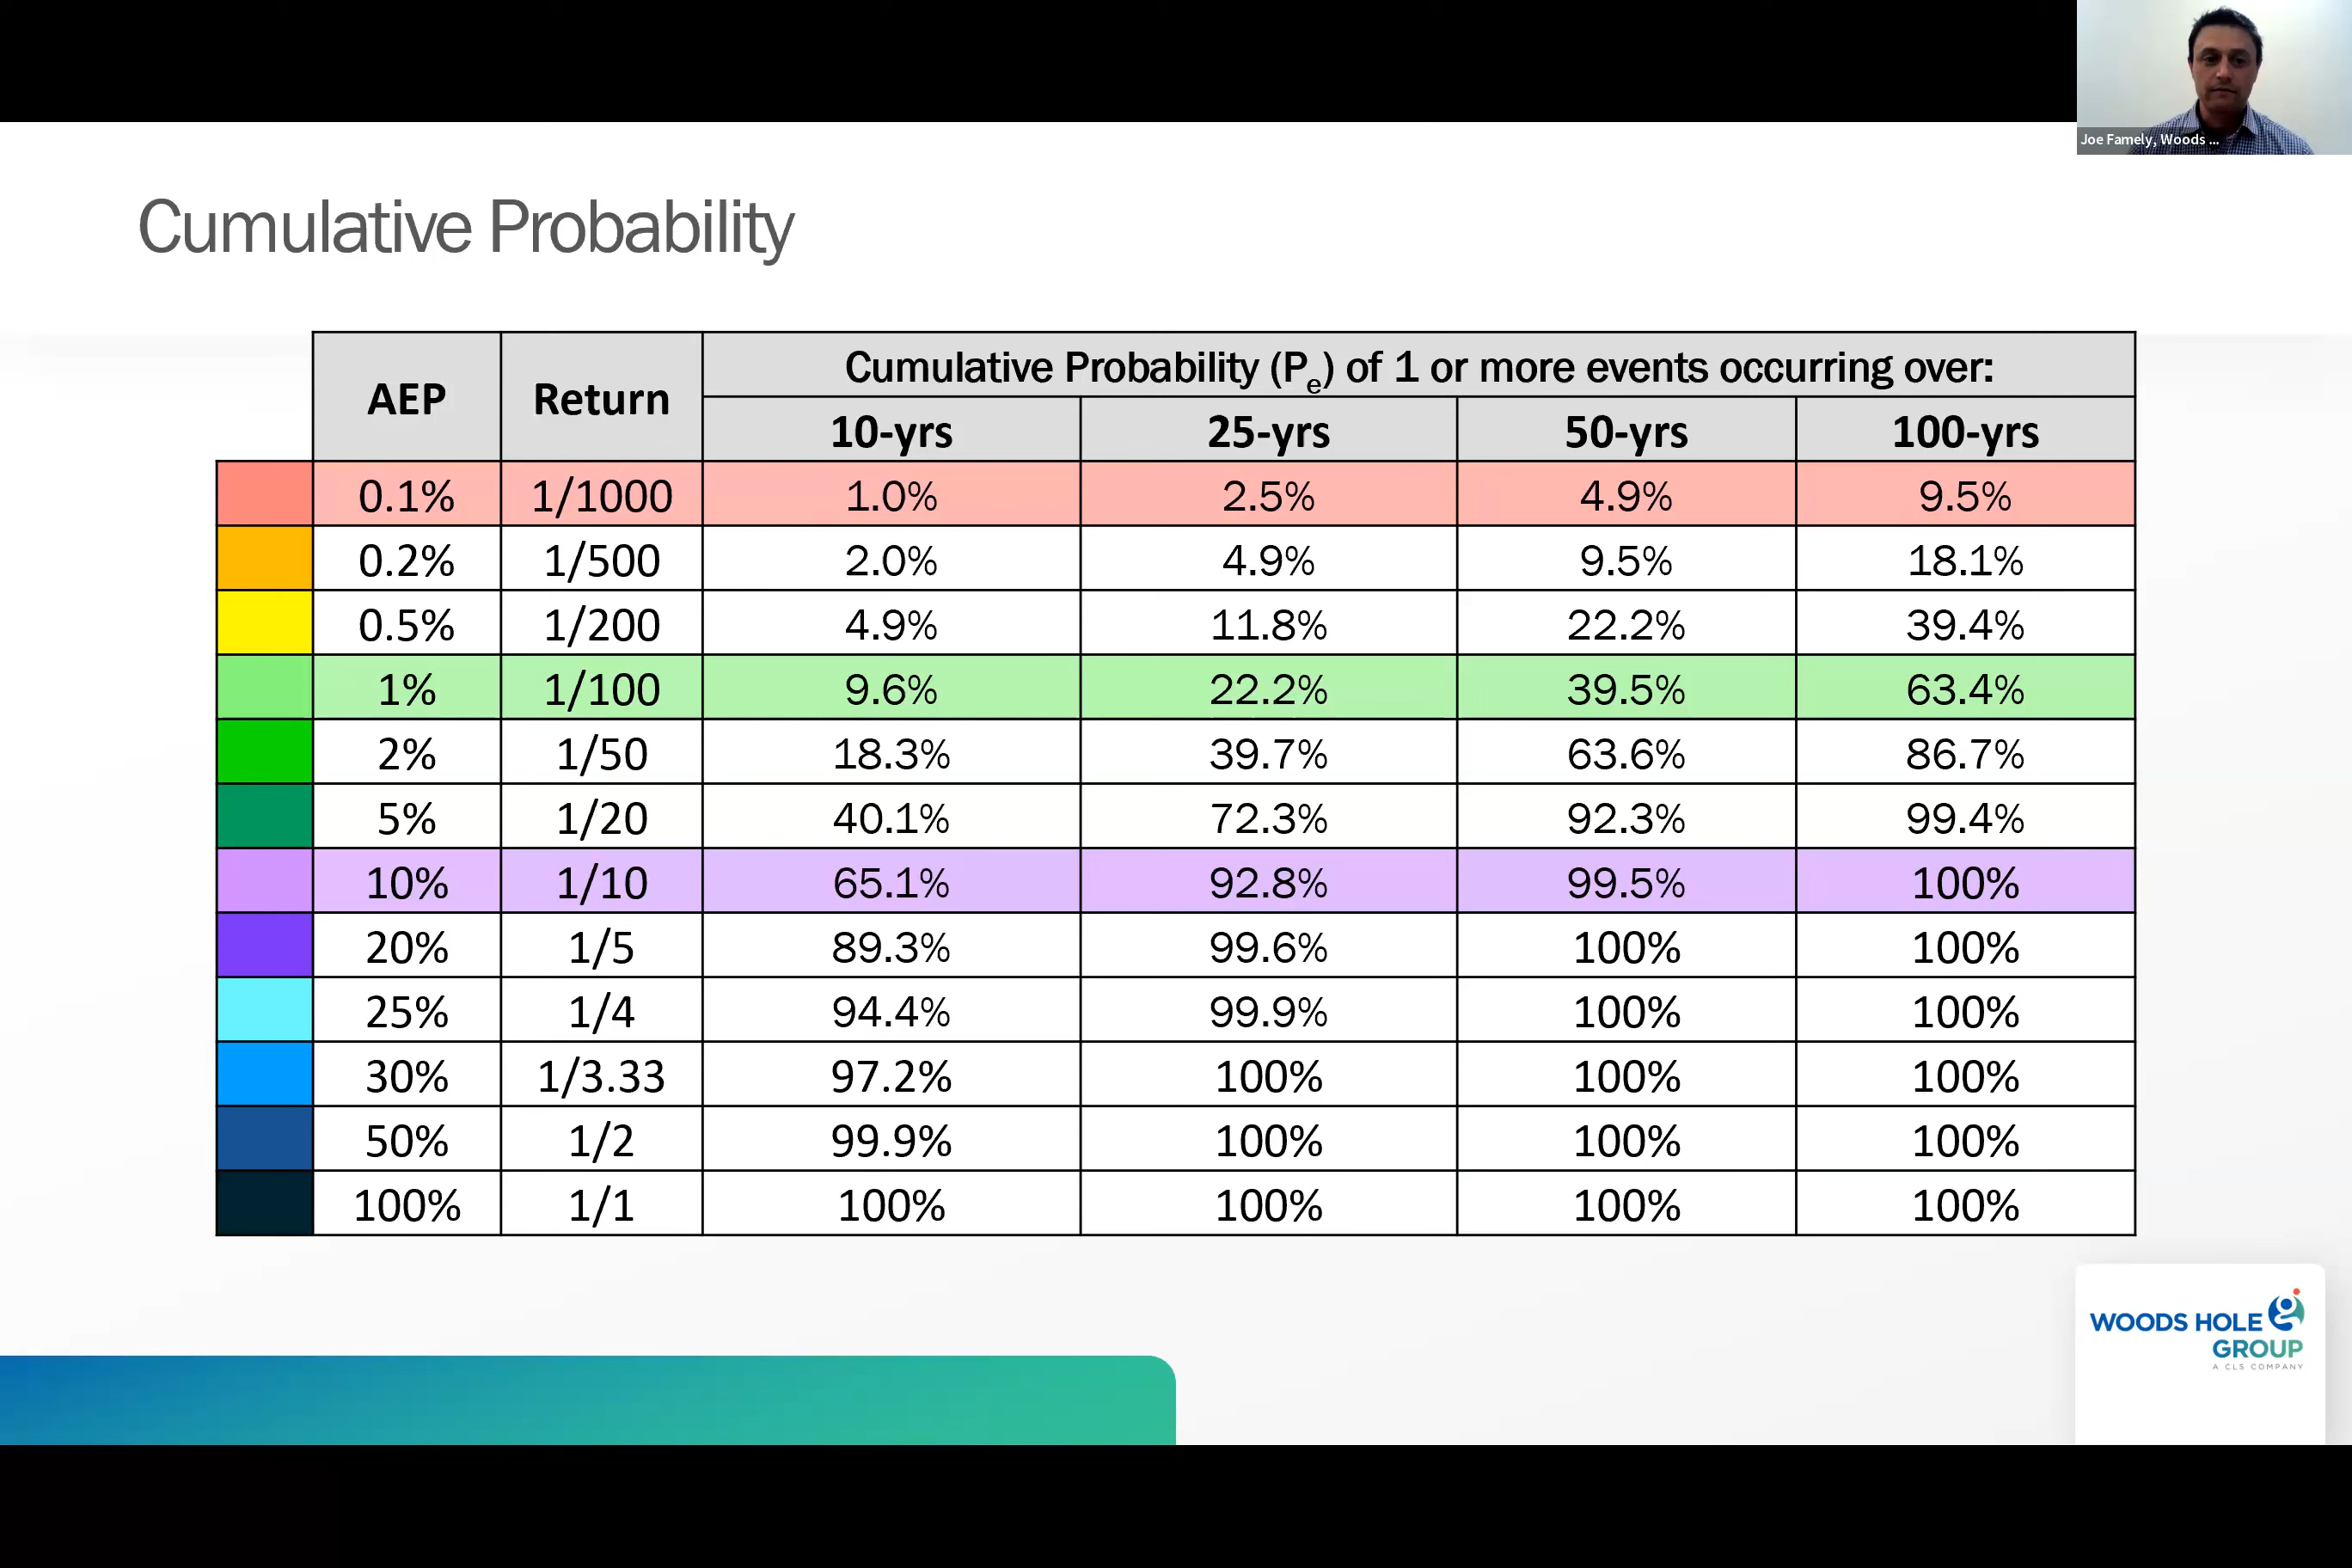 Joe Famely, Woods ...
Cumulative Probability
AEP Return Cumulative Probability (Pe) of 1 or more events occurring over:
10-yrs 25-yrs 50-yrs 100-yrs
0.1% 1/1000 1.0% 2.5% 4.9% 9.5%
0.2% 1/500 2.0% 4.9% 9.5% 18.1%
0.5% 1/200 4.9% 11.8% 22.2% 39.4%
1% 1/100 9.6% 22.2% 39.5% 63.4%
2% 1/50 18.3% 39.7% 63.6% 86.7%
5% 1/20 40.1% 72.3% 92.3% 99.4%
10% 1/10 65.1% 92.8% 99.5% 100%
20% 1/5 89.3% 99.6% 100% 100%
25% 1/4 94.4% 99.9% 100% 100%
30% 1/3.33 97.2% 100% 100% 100%
50% 1/2 99.9% 100% 100% 100%
100% 1/1 100% 100% 100% 100%
WOODS HOLE
GROUP
A CLS COMPANY